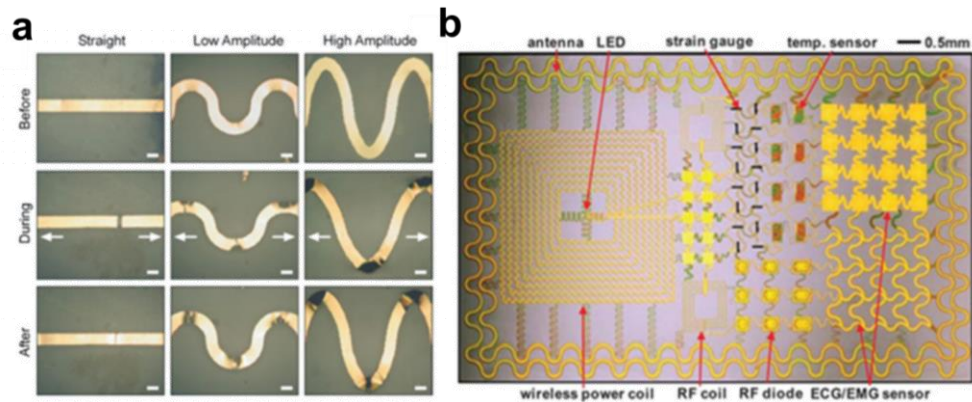 a
Straight
Low Amplitude
High Amplitude
Before
During
After
b
antenna LED strain gauge temp. sensor 0.5mm
wireless power coil RF coil RF diode ECG/EMG sensor